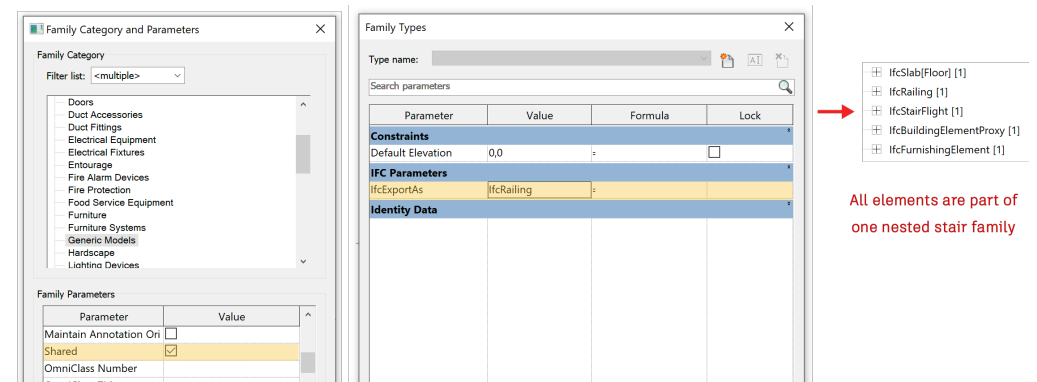 Family Category and Parameters
Family Category
Filter list: <multiple>
Doors
Duct Accessories
Duct Fittings
Electrical Equipment
Electrical Fixtures
Entourage
Fire Alarm Devices
Fire Protection
Food Service Equipment
Furniture
Furniture Systems
Generic Models
Hardscape
Lighting Devices
Family Parameters
Parameter Value
Maintain Annotation Ori
Shared
OmniClass Number
Family Types
Type name:
Search parameters
Parameter Value Formula Lock
Constraints
Default Elevation 0,0 =
IFC Parameters
IfcExportAs IfcRailing =
Identity Data
IfcSlab[Floor] [1]
IfcRailing [1]
IfcStairFlight [1]
IfcBuildingElementProxy [1]
IfcFurnishingElement [1]
All elements are part of
one nested stair family